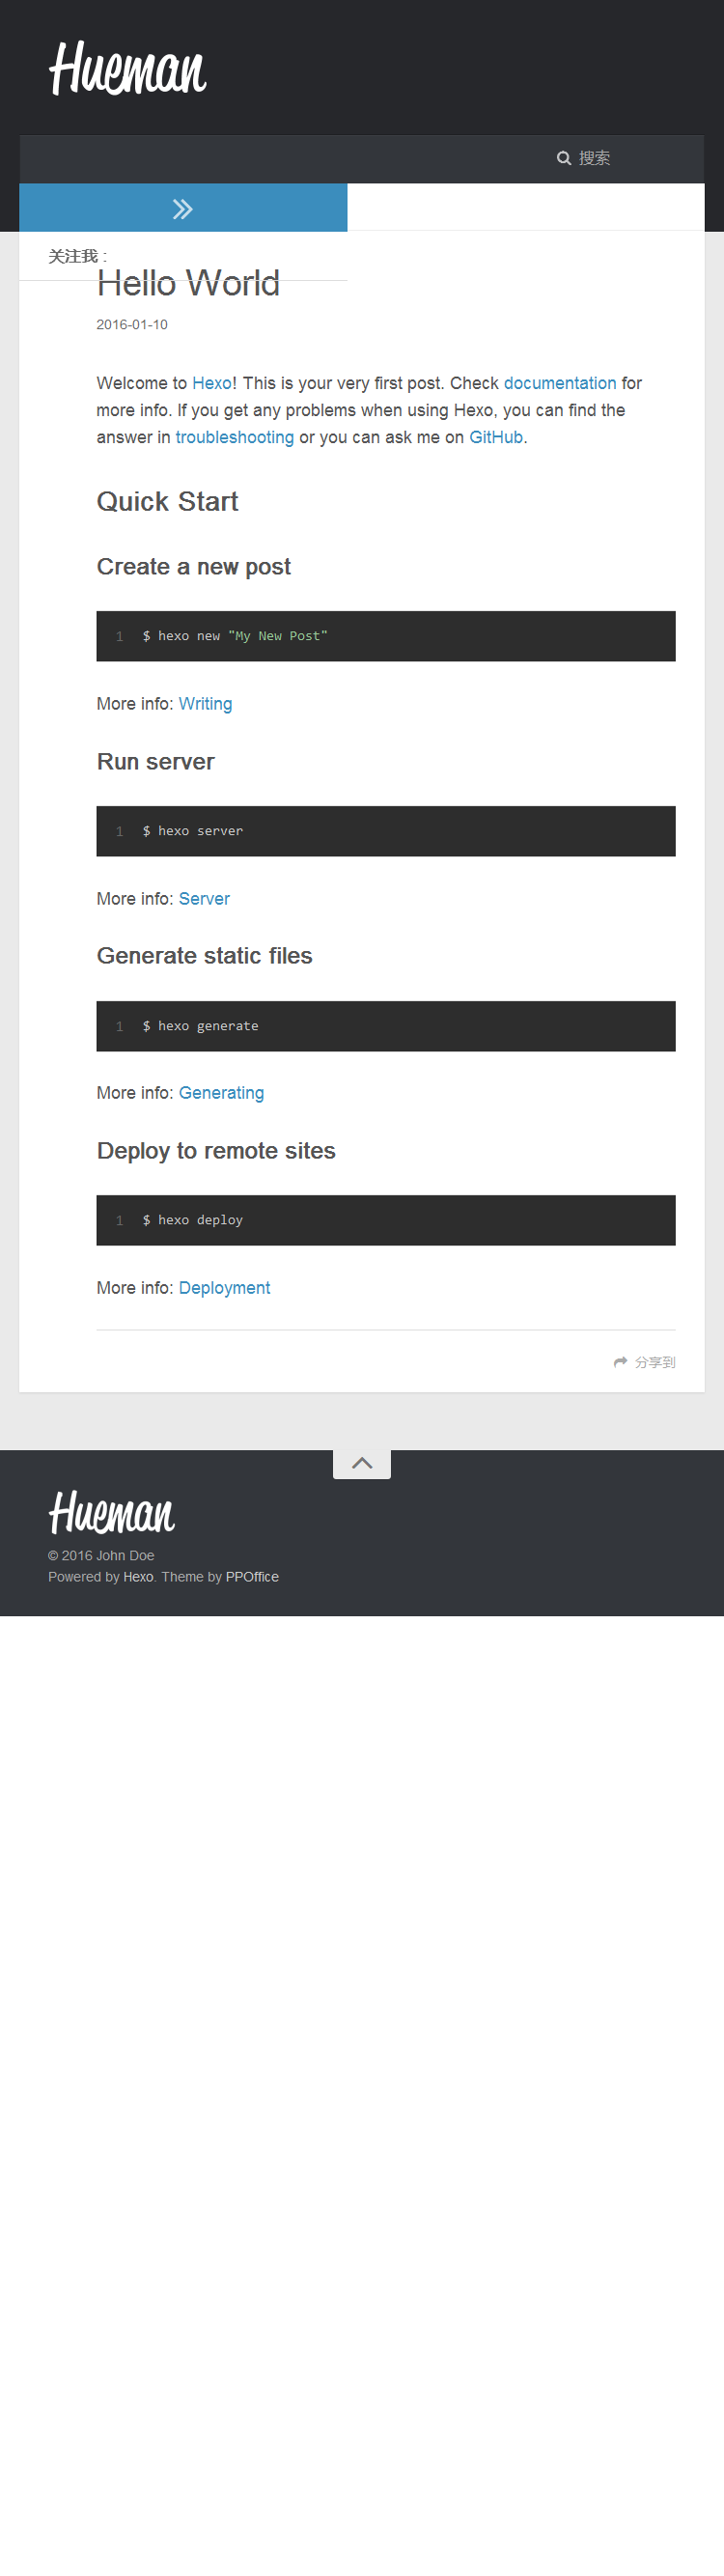 Hueman
搜索
关注我 :
Hello World
2016-01-10
Welcome to Hexo! This is your very first post. Check documentation for
more info. If you get any problems when using Hexo, you can find the
answer in troubleshooting or you can ask me on GitHub.
Quick Start
Create a new post
1 $ hexo new "My New Post"
More info: Writing
Run server
1 $ hexo server
More info: Server
Generate static files
1 $ hexo generate
More info: Generating
Deploy to remote sites
1 $ hexo deploy
More info: Deployment
分享到
Hueman
© 2016 John Doe
Powered by Hexo. Theme by PPOffice